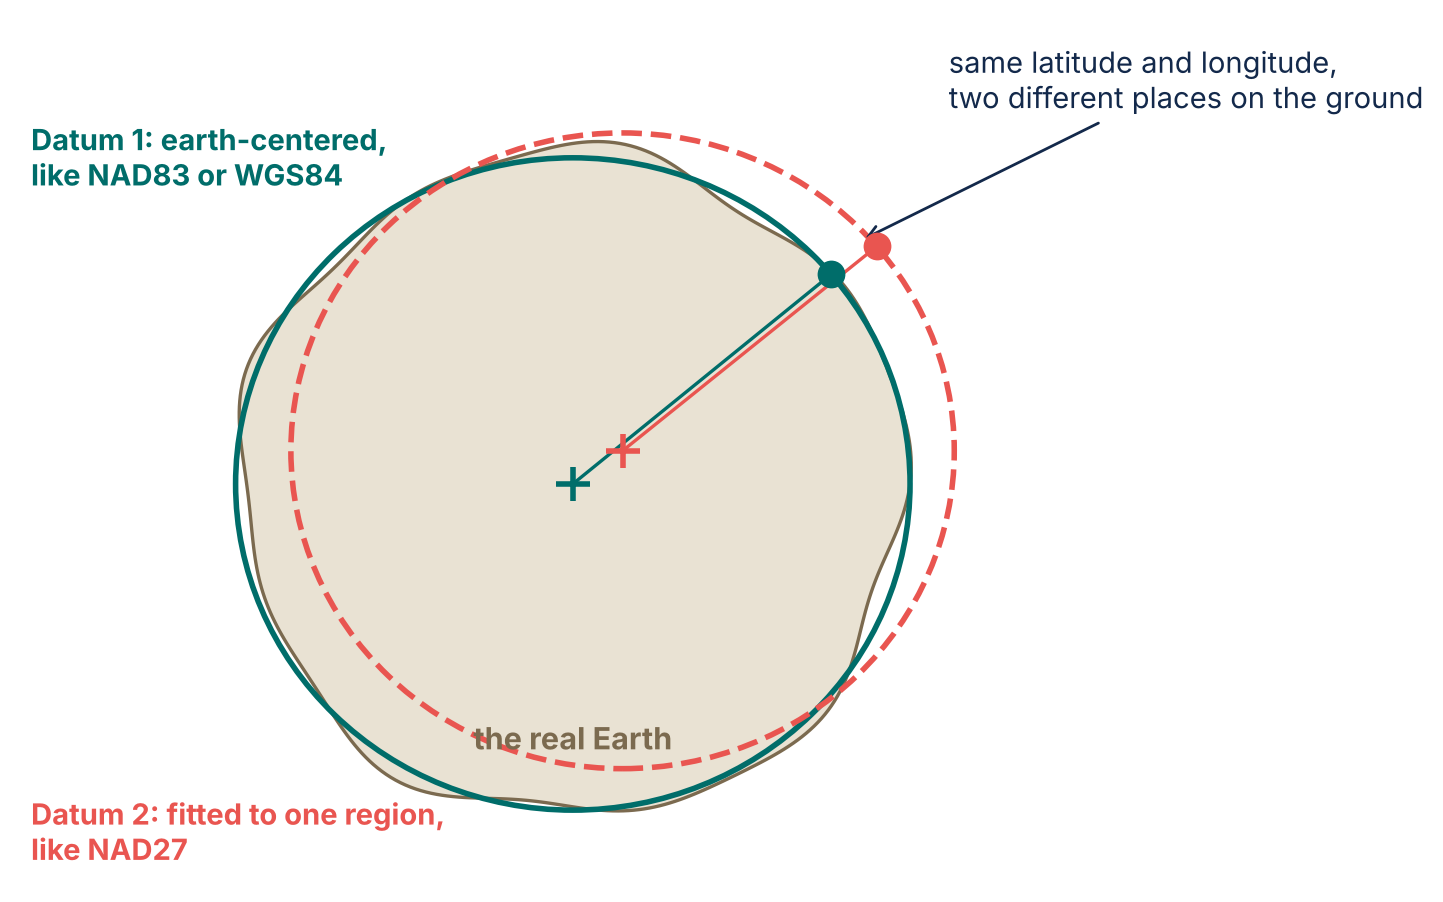 same latitude and longitude,
two different places on the ground
Datum 1: earth-centered,
like NAD83 or WGS84
the real Earth
Datum 2: fitted to one region,
like NAD27